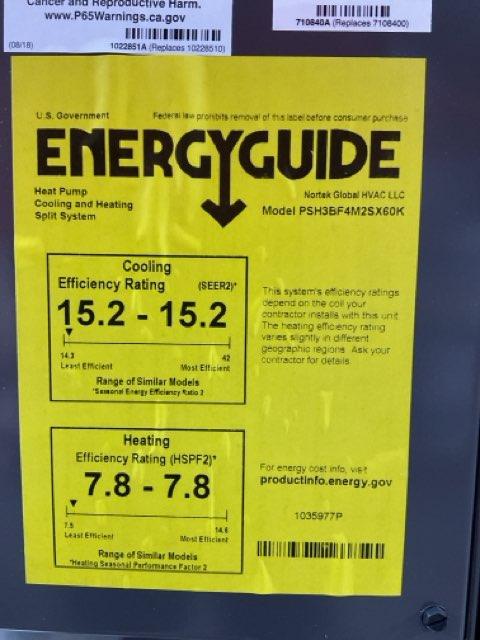 Cancer and Reproductive Harm.
www.P65Warnings.ca.gov
(08/18)
1022851A (Replaces 10228510)
710840A (Replaces 7108400)
U.S. Government
Federal law prohibits removal of this label before consumer purchase
ENERGYGUIDE
Heat Pump
Cooling and Heating
Split System
Nortek Global HVAC LLC
Model PSH3BF4M2SX60K
Cooling
Efficiency Rating (SEER2)*
15.2 - 15.2
14.3 42
Least Efficient Most Efficient
Range of Similar Models
*Seasonal Energy Efficiency Ratio 2
This system's efficiency ratings
depend on the coil your
contractor installs with this unit.
The heating efficiency rating
varies slightly in different
geographic regions. Ask your
contractor for details.
Heating
Efficiency Rating (HSPF2)*
7.8 - 7.8
7.5 14.6
Least Efficient Most Efficient
Range of Similar Models
*Heating Seasonal Performance Factor 2
For energy cost info, visit
productinfo.energy.gov
1035977P